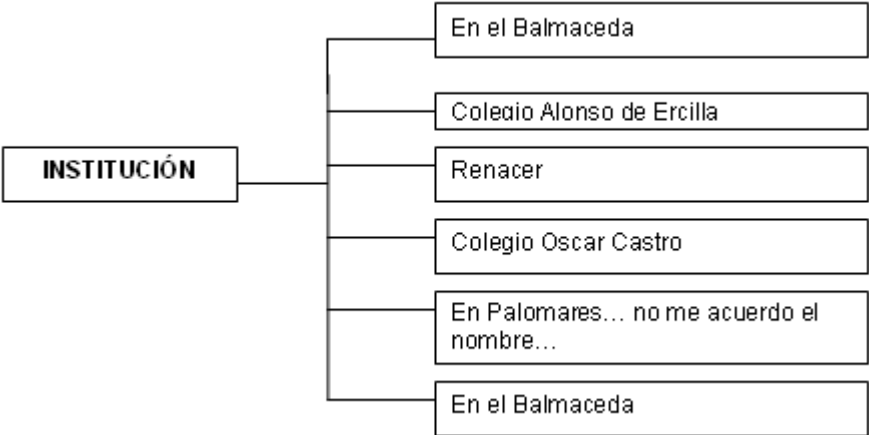 En el Balmaceda
Colegio Alonso de Ercilla
INSTITUCIÓN
Renacer
Colegio Oscar Castro
En Palomares... no me acuerdo el
nombre...
En el Balmaceda